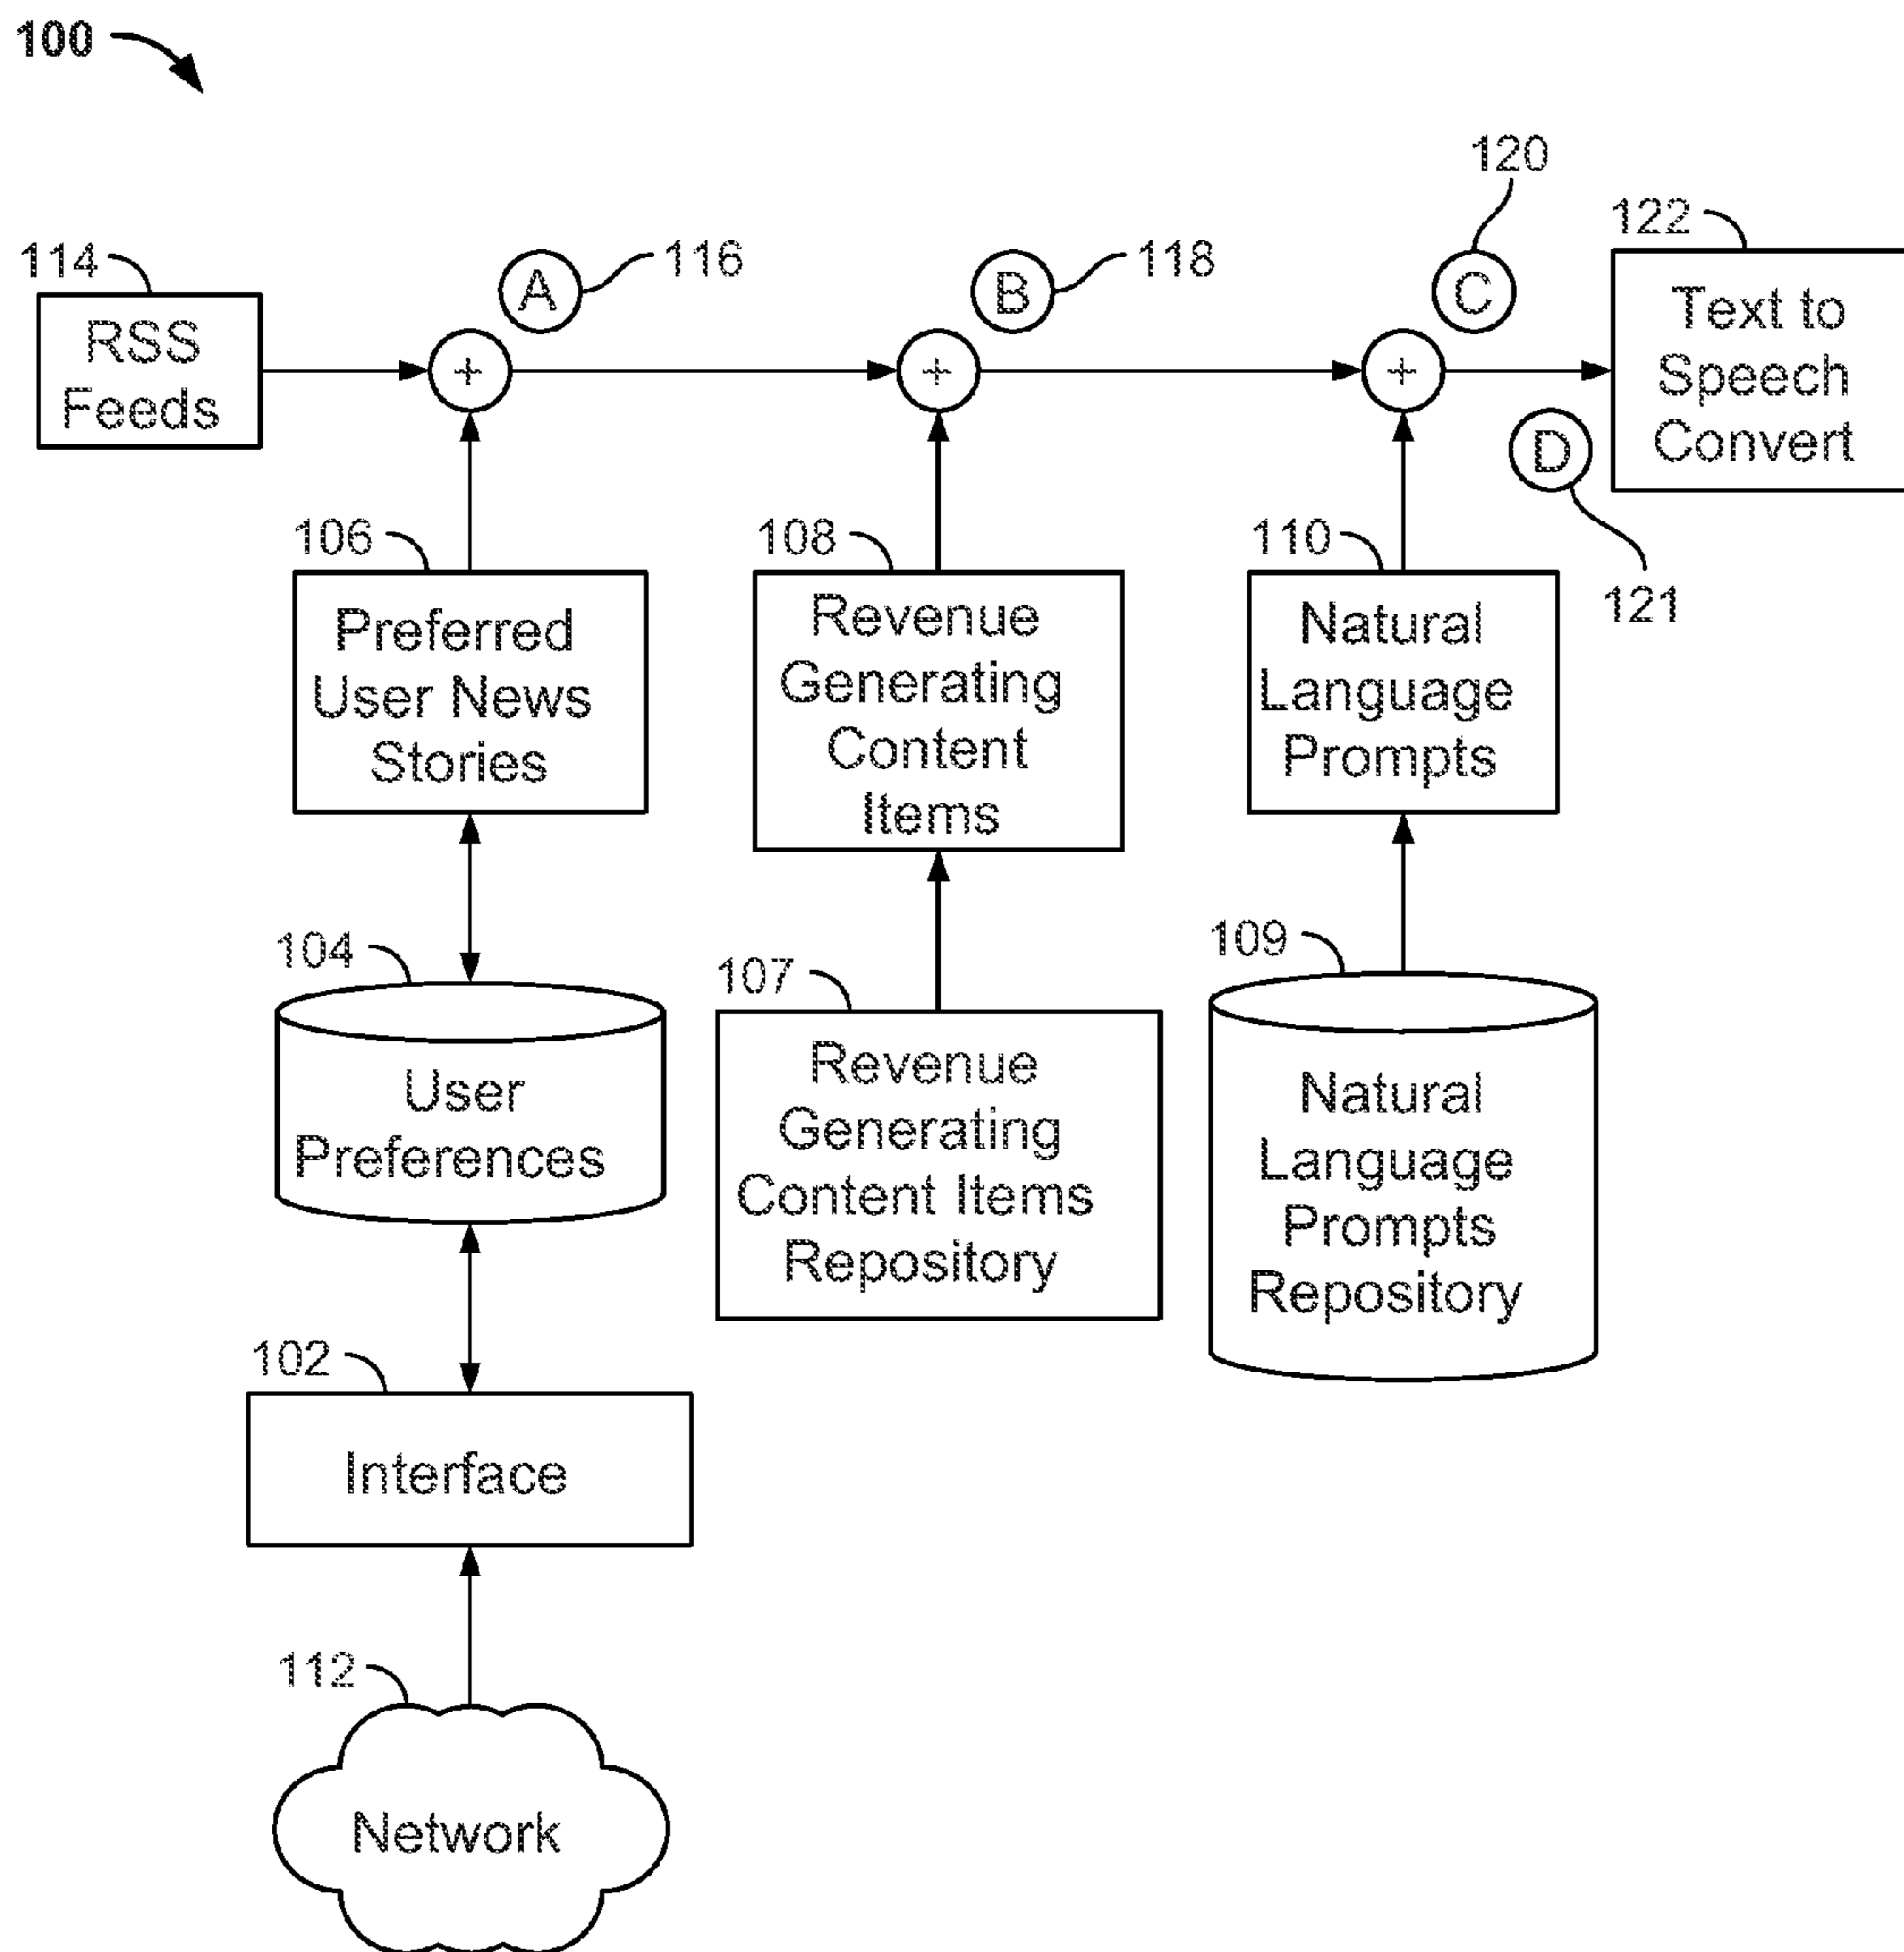 100
120
122
114
A
116
B
118
C
RSS
Feeds
+
+
+
Text to
Speech
Convert
D
121
106
108
110
Preferred
User News
Stories
Revenue
Generating
Content
Items
Natural
Language
Prompts
104
107
109
User
Preferences
Revenue
Generating
Content Items
Repository
Natural
Language
Prompts
Repository
102
Interface
112
Network